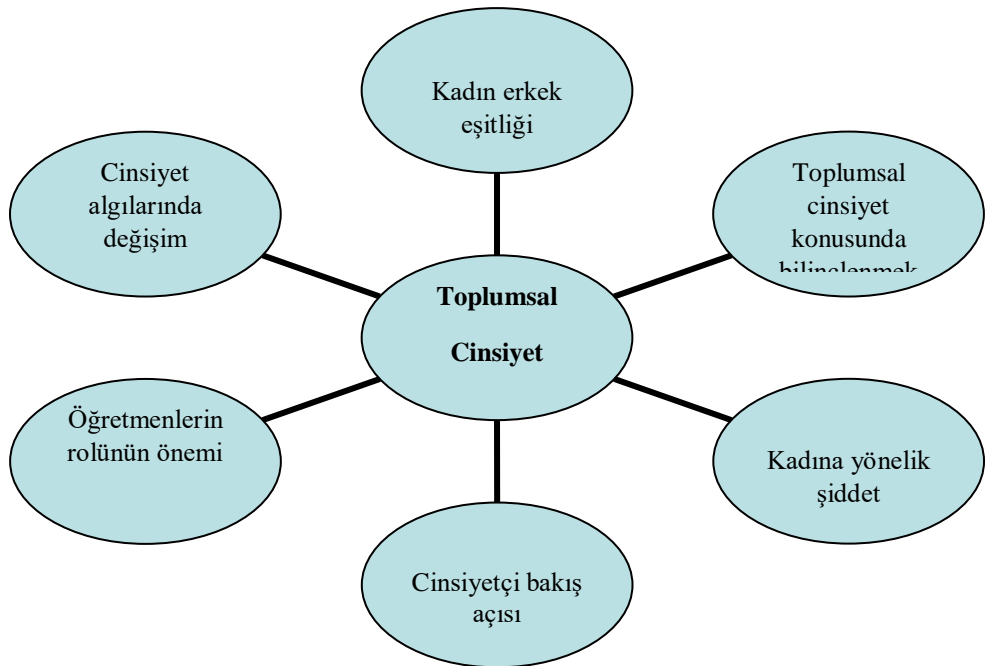 Kadın erkek
eşitliği
Cinsiyet
algılarında
değişim
Toplumsal
cinsiyet
konusunda
bilinçlenmek
Toplumsal
Cinsiyet
Öğretmenlerin
rolünün önemi
Kadına yönelik
şiddet
Cinsiyetçi bakış
açısı